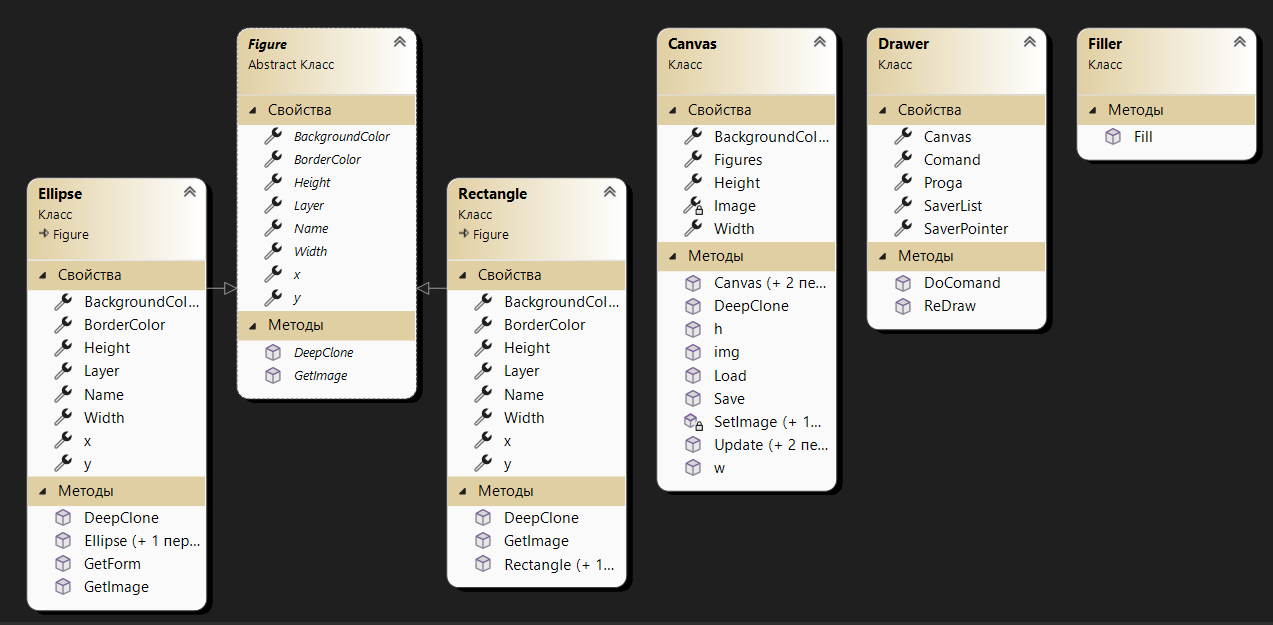 Ellipse
Класс
Figure
Свойства
BackgroundCol...
BorderColor
Height
Layer
Name
Width
x
y
Методы
DeepClone
Ellipse (+ 1 пер...
GetForm
GetImage
Figure
Abstract Класс
Свойства
BackgroundColor
BorderColor
Height
Layer
Name
Width
x
y
Методы
DeepClone
GetImage
Rectangle
Класс
Figure
Свойства
BackgroundCol...
BorderColor
Height
Layer
Name
Width
x
y
Методы
DeepClone
GetImage
Rectangle (+ 1...
Canvas
Класс
Свойства
BackgroundCol...
Figures
Height
Image
Width
Методы
Canvas (+ 2 пе...
DeepClone
h
img
Load
Save
SetImage (+ 1...
Update (+ 2 пе...
w
Drawer
Класс
Свойства
Canvas
Comand
Proga
SaverList
SaverPointer
Методы
DoComand
ReDraw
Filler
Класс
Методы
Fill